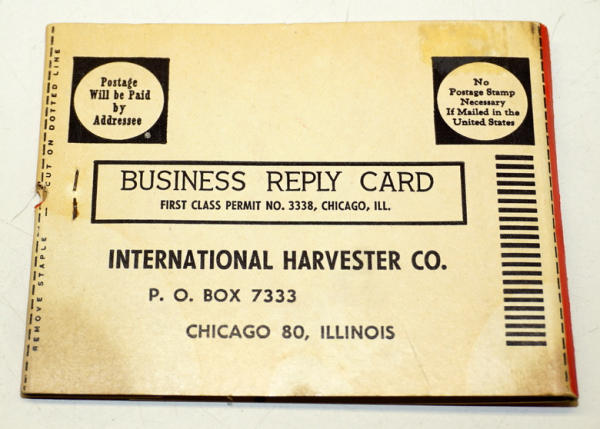 Postage
Will be Paid
by
Addressee
No
Postage Stamp
Necessary
If Mailed in the
United States
BUSINESS REPLY CARD
FIRST CLASS PERMIT NO. 3338, CHICAGO, ILL.
INTERNATIONAL HARVESTER CO.
P. O. BOX 7333
CHICAGO 80, ILLINOIS
REMOVE STAPLE — CUT ON DOTTED LINE